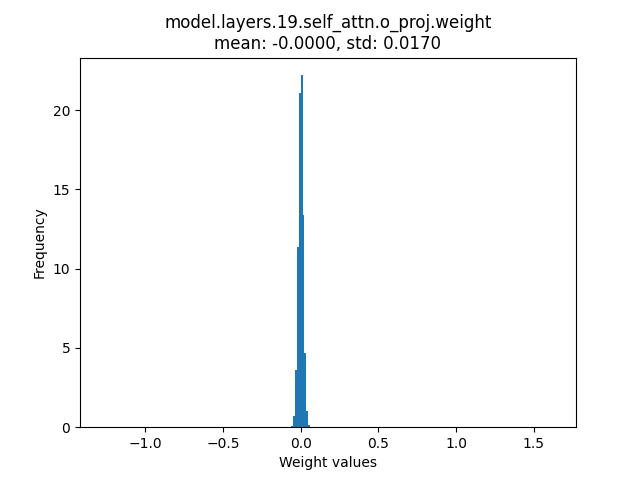 model.layers.19.self_attn.o_proj.weight
mean: -0.0000, std: 0.0170
Frequency
20
15
10
5
0
−1.0 −0.5 0.0 0.5 1.0 1.5
Weight values